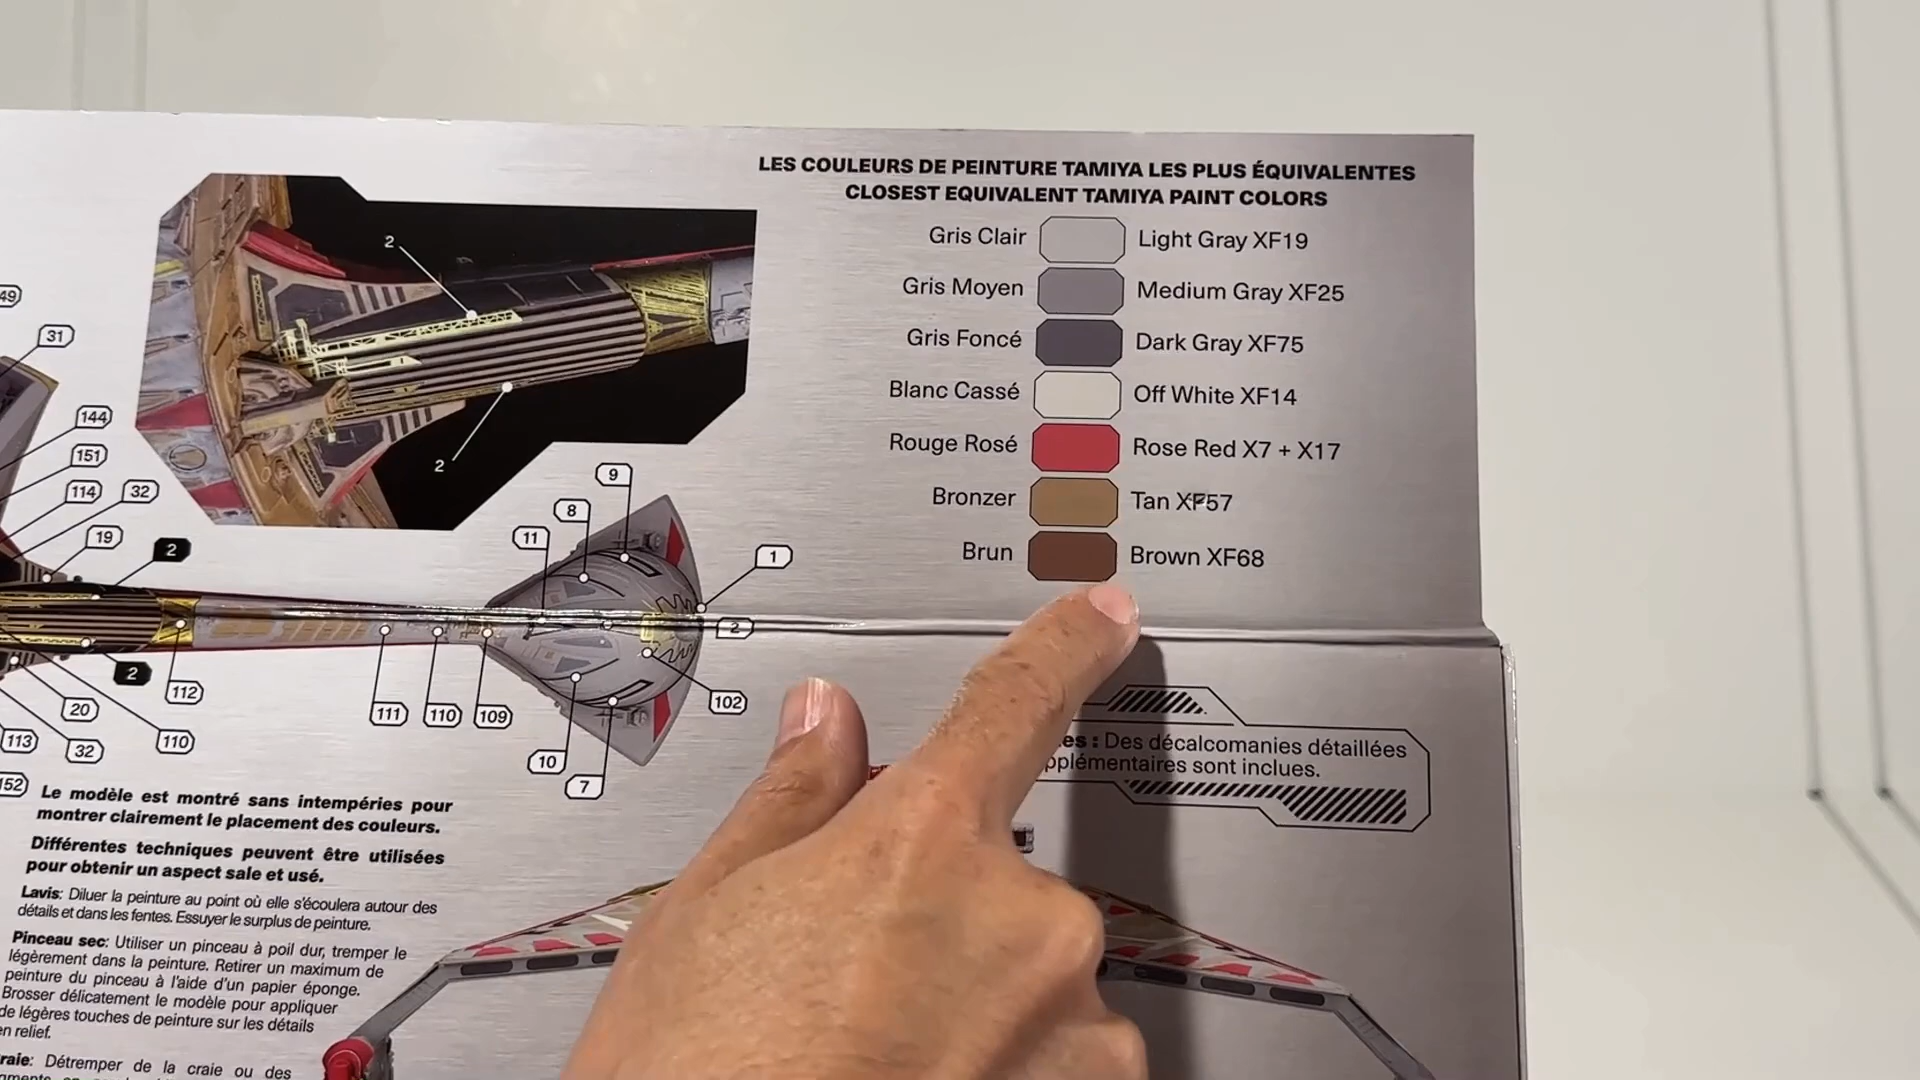 LES COULEURS DE PEINTURE TAMIYA LES PLUS ÉQUIVALENTES
CLOSEST EQUIVALENT TAMIYA PAINT COLORS
Gris Clair Light Gray XF19
Gris Moyen Medium Gray XF25
Gris Foncé Dark Gray XF75
Blanc Cassé Off White XF14
Rouge Rosé Rose Red X7 + X17
Bronzer Tan XF57
Brun Brown XF68
2
2
49
31
144
151
114
32
19
2
9
8
11
1
2
2
112
20
111
110
109
102
113
32
110
10
7
152
Le modèle est montré sans intempéries pour
montrer clairement le placement des couleurs.
Différentes techniques peuvent être utilisées
pour obtenir un aspect sale et usé.
Lavis: Diluer la peinture au point où elle s'écoulera autour des
détails et dans les fentes. Essuyer le surplus de peinture.
Pinceau sec: Utiliser un pinceau à poil dur, tremper le
légèrement dans la peinture. Retirer un maximum de
peinture du pinceau à l'aide d'un papier éponge.
Brosser délicatement le modèle pour appliquer
de légères touches de peinture sur les détails
en relief.
raie: Détremper de la craie ou des
es : Des décalcomanies détaillées
pplémentaires sont inclues.